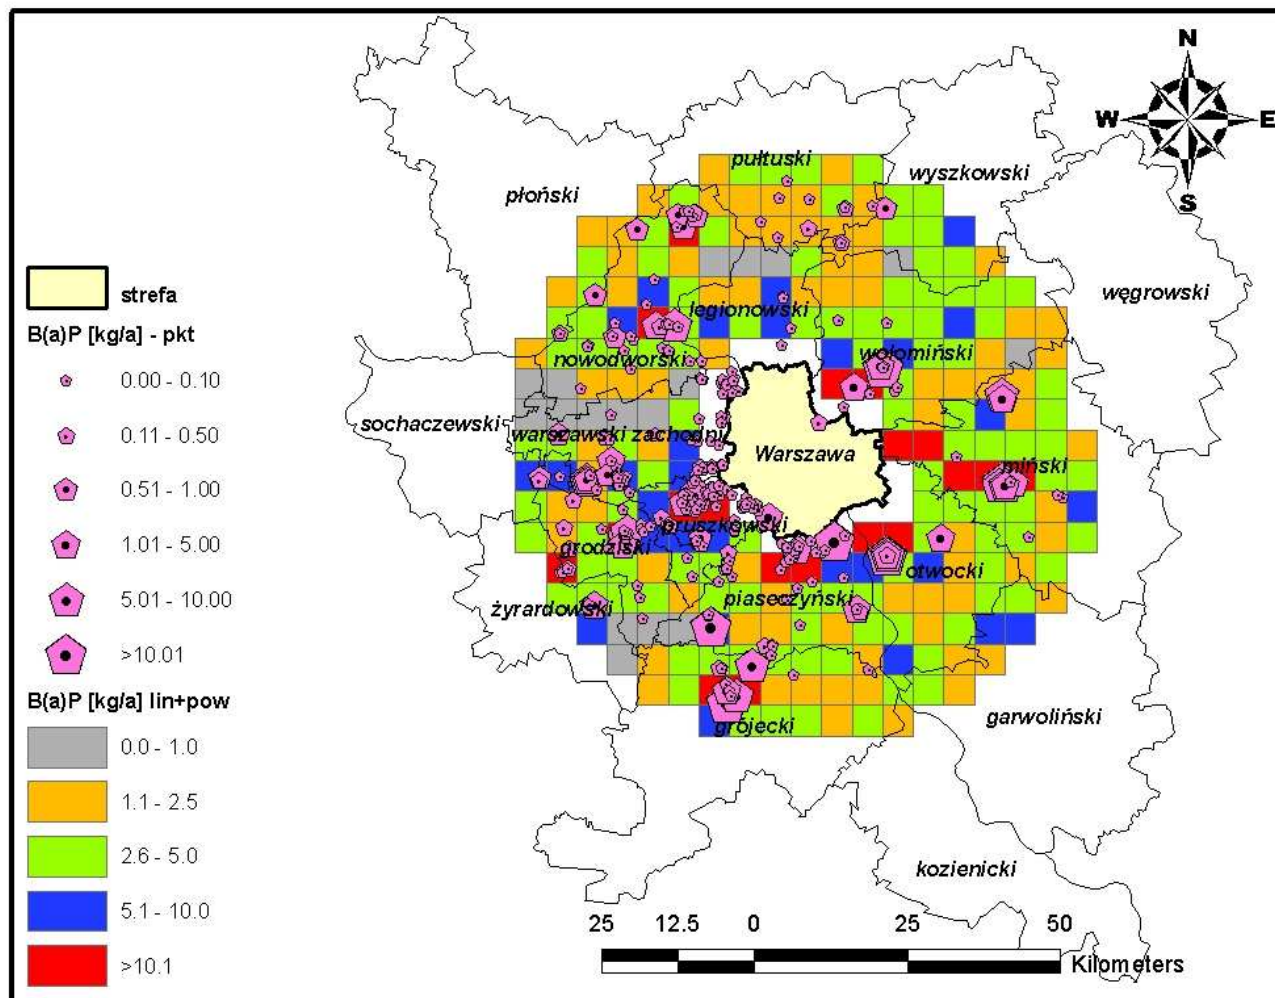 N
W
E
S
pułtuski
wyszkowski
płoński
węgrowski
strefa
B(a)P [kg/a] - pkt
legionowski
nowodworski
wołomiński
0.00 - 0.10
sochaczewski
0.11 - 0.50
warszawski zachodni
Warszawa
miński
0.51 - 1.00
pruszkowski
1.01 - 5.00
grodziski
otwocki
5.01 - 10.00
żyrardowski
piaseczyński
>10.01
B(a)P [kg/a] lin+pow
garwoliński
grójecki
0.0 - 1.0
1.1 - 2.5
2.6 - 5.0
kozienicki
5.1 - 10.0
25 12.5 0 25 50
>10.1
Kilometers